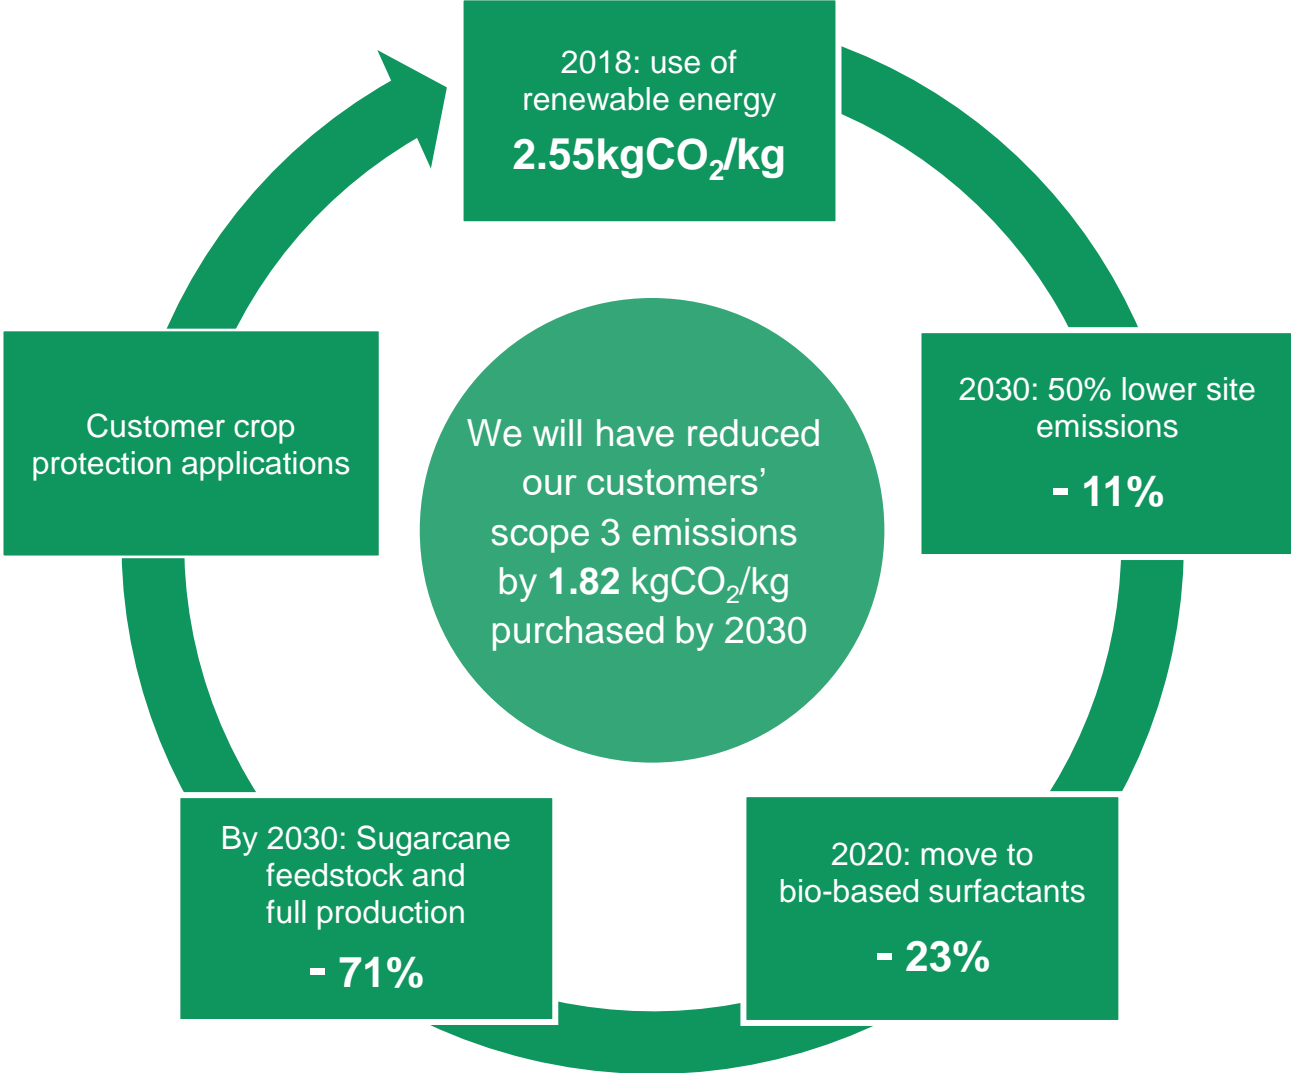 2018: use of
renewable energy
2.55kgCO₂/kg
2030: 50% lower site
emissions
- 11%
2020: move to
bio-based surfactants
- 23%
By 2030: Sugarcane
feedstock and
full production
- 71%
Customer crop
protection applications
We will have reduced
our customers’
scope 3 emissions
by 1.82 kgCO₂/kg
purchased by 2030